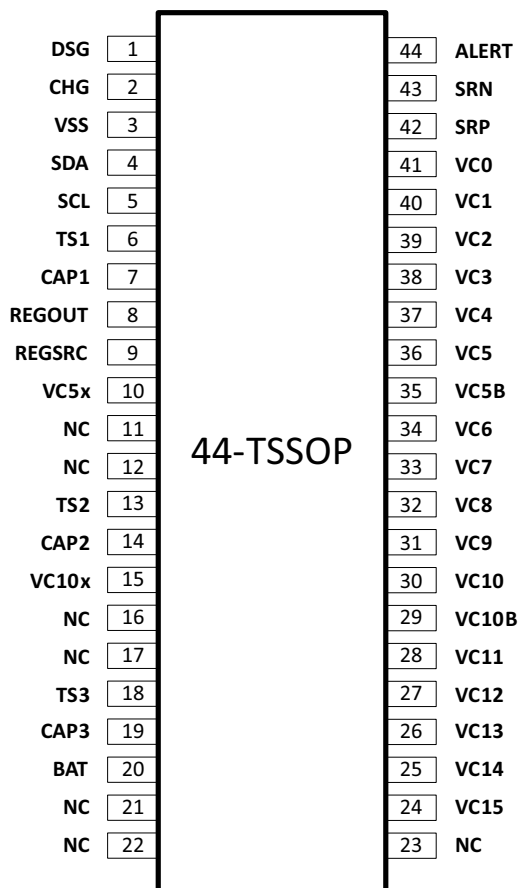 DSG 1 44 ALERT
CHG 2 43 SRN
VSS 3 42 SRP
SDA 4 41 VC0
SCL 5 40 VC1
TS1 6 39 VC2
CAP1 7 38 VC3
REGOUT 8 37 VC4
REGSRC 9 36 VC5
VC5x 10 35 VC5B
NC 11 34 VC6
NC 12 33 VC7
44-TSSOP
TS2 13 32 VC8
CAP2 14 31 VC9
VC10x 15 30 VC10
NC 16 29 VC10B
NC 17 28 VC11
TS3 18 27 VC12
CAP3 19 26 VC13
BAT 20 25 VC14
NC 21 24 VC15
NC 22 23 NC